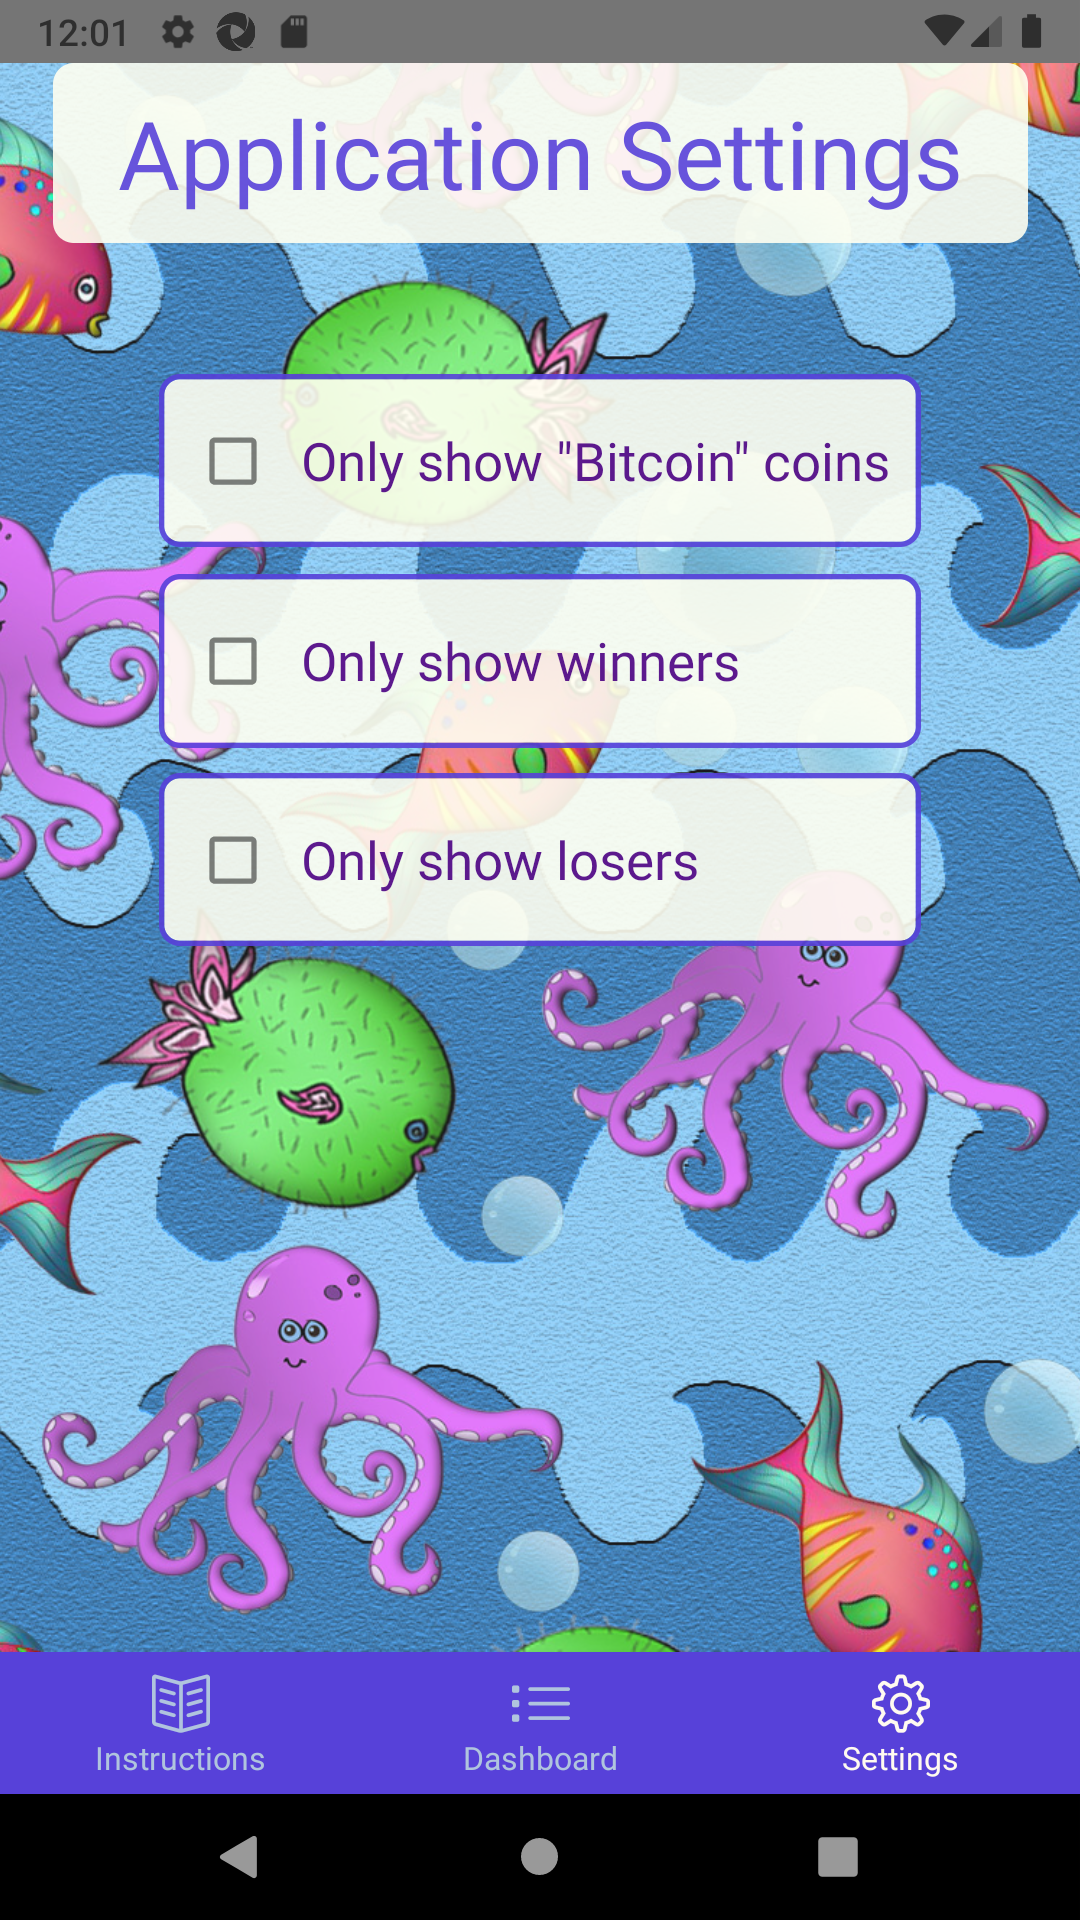 12:01
Application Settings
Only show "Bitcoin" coins
Only show winners
Only show losers
Instructions
Dashboard
Settings